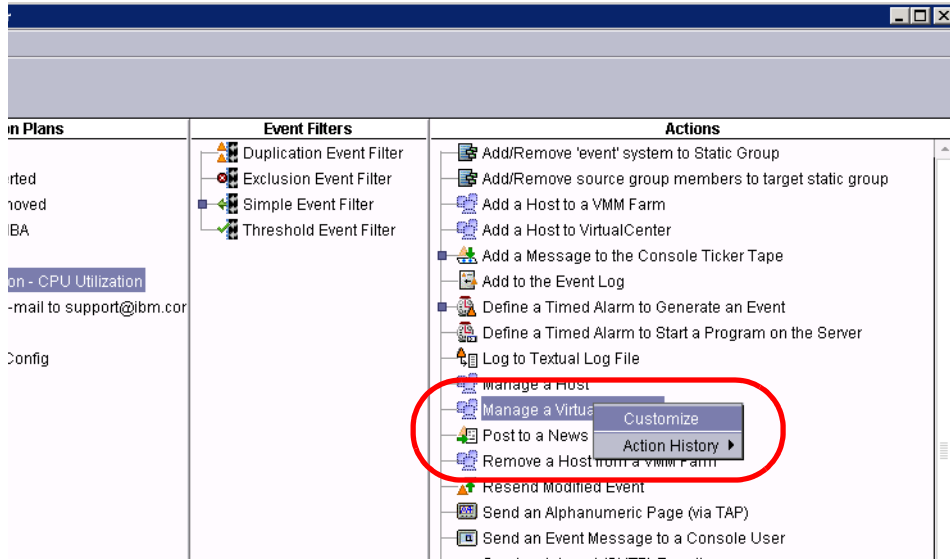 on Plans
Event Filters
Actions
erted
noved
IBA
on - CPU Utilization
-mail to support@ibm.cor
Config
Duplication Event Filter
Exclusion Event Filter
Simple Event Filter
Threshold Event Filter
Add/Remove 'event' system to Static Group
Add/Remove source group members to target static group
Add a Host to a VMM Farm
Add a Host to VirtualCenter
Add a Message to the Console Ticker Tape
Add to the Event Log
Define a Timed Alarm to Generate an Event
Define a Timed Alarm to Start a Program on the Server
Log to Textual Log File
Manage a Host
Manage a Virtua
Customize
Post to a News
Action History
Remove a Host from a VMM Farm
Resend Modified Event
Send an Alphanumeric Page (via TAP)
Send an Event Message to a Console User